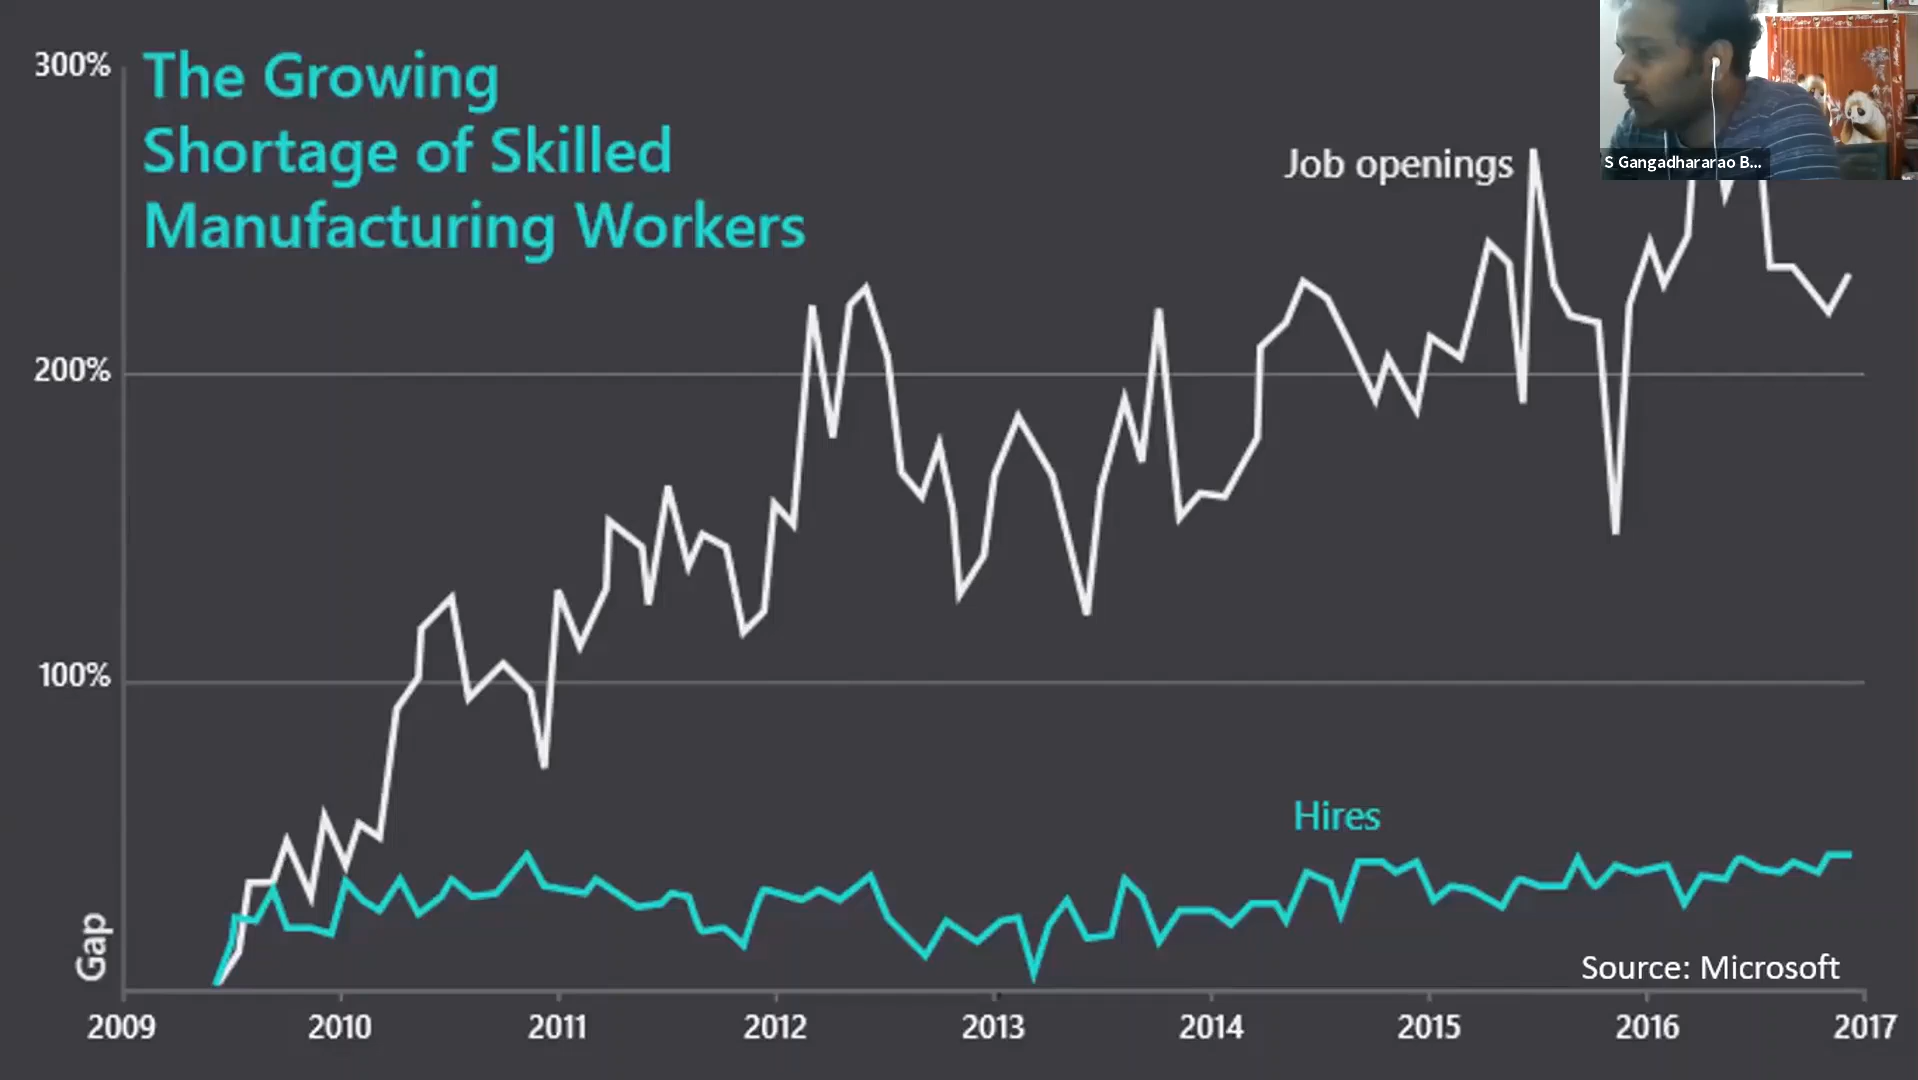 The Growing
Shortage of Skilled
Manufacturing Workers
S Gangadhararao B...
300%
200%
100%
Gap
Job openings
Hires
Source: Microsoft
2009 2010 2011 2012 2013 2014 2015 2016 2017